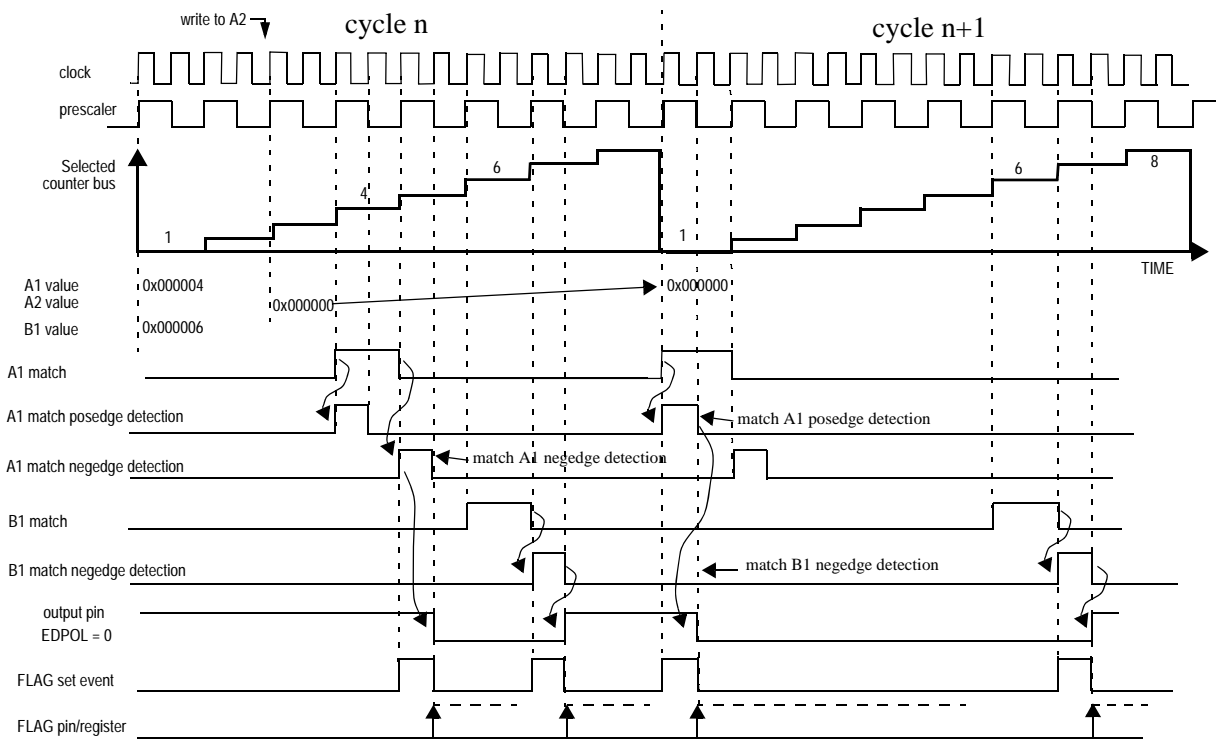 write to A2
cycle n
cycle n+1
clock
prescaler
Selected
counter bus
1
4
6
1
6
8
TIME
A1 value
0x000004
0x000000
A2 value
0x000000
B1 value
0x000006
A1 match
A1 match posedge detection
match A1 posedge detection
A1 match negedge detection
match A1 negedge detection
B1 match
B1 match negedge detection
match B1 negedge detection
output pin
EDPOL = 0
FLAG set event
FLAG pin/register